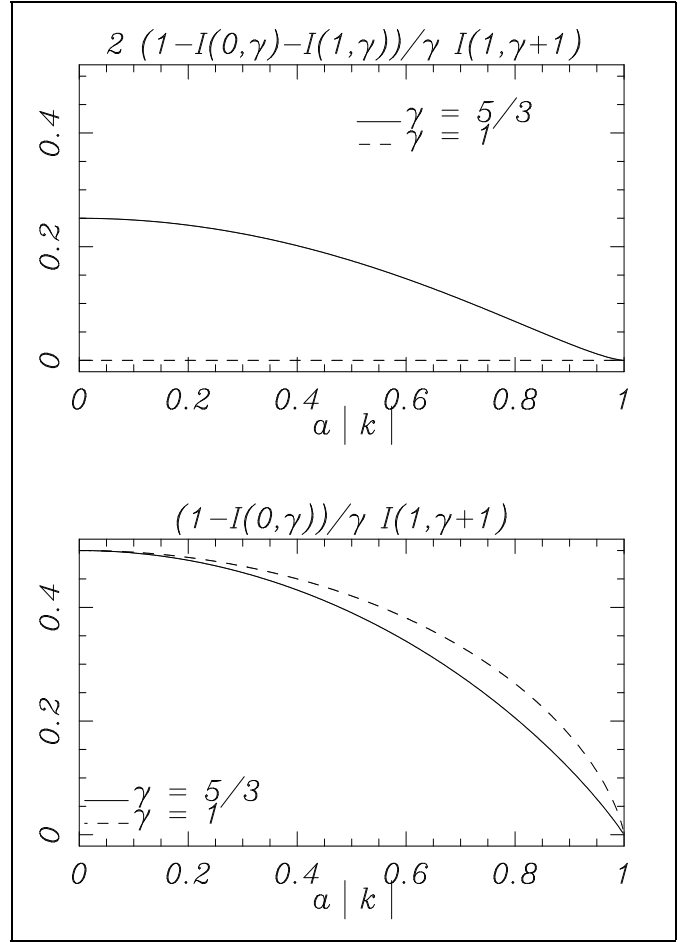 2 (1−I(0,γ)−I(1,γ))/γ I(1,γ+1)
γ = 5/3
γ = 1
0.4
0.2
0
0 0.2 0.4 0.6 0.8 1
a | k |
(1−I(0,γ))/γ I(1,γ+1)
0.4
0.2
γ = 5/3
γ = 1
0
0 0.2 0.4 0.6 0.8 1
a | k |